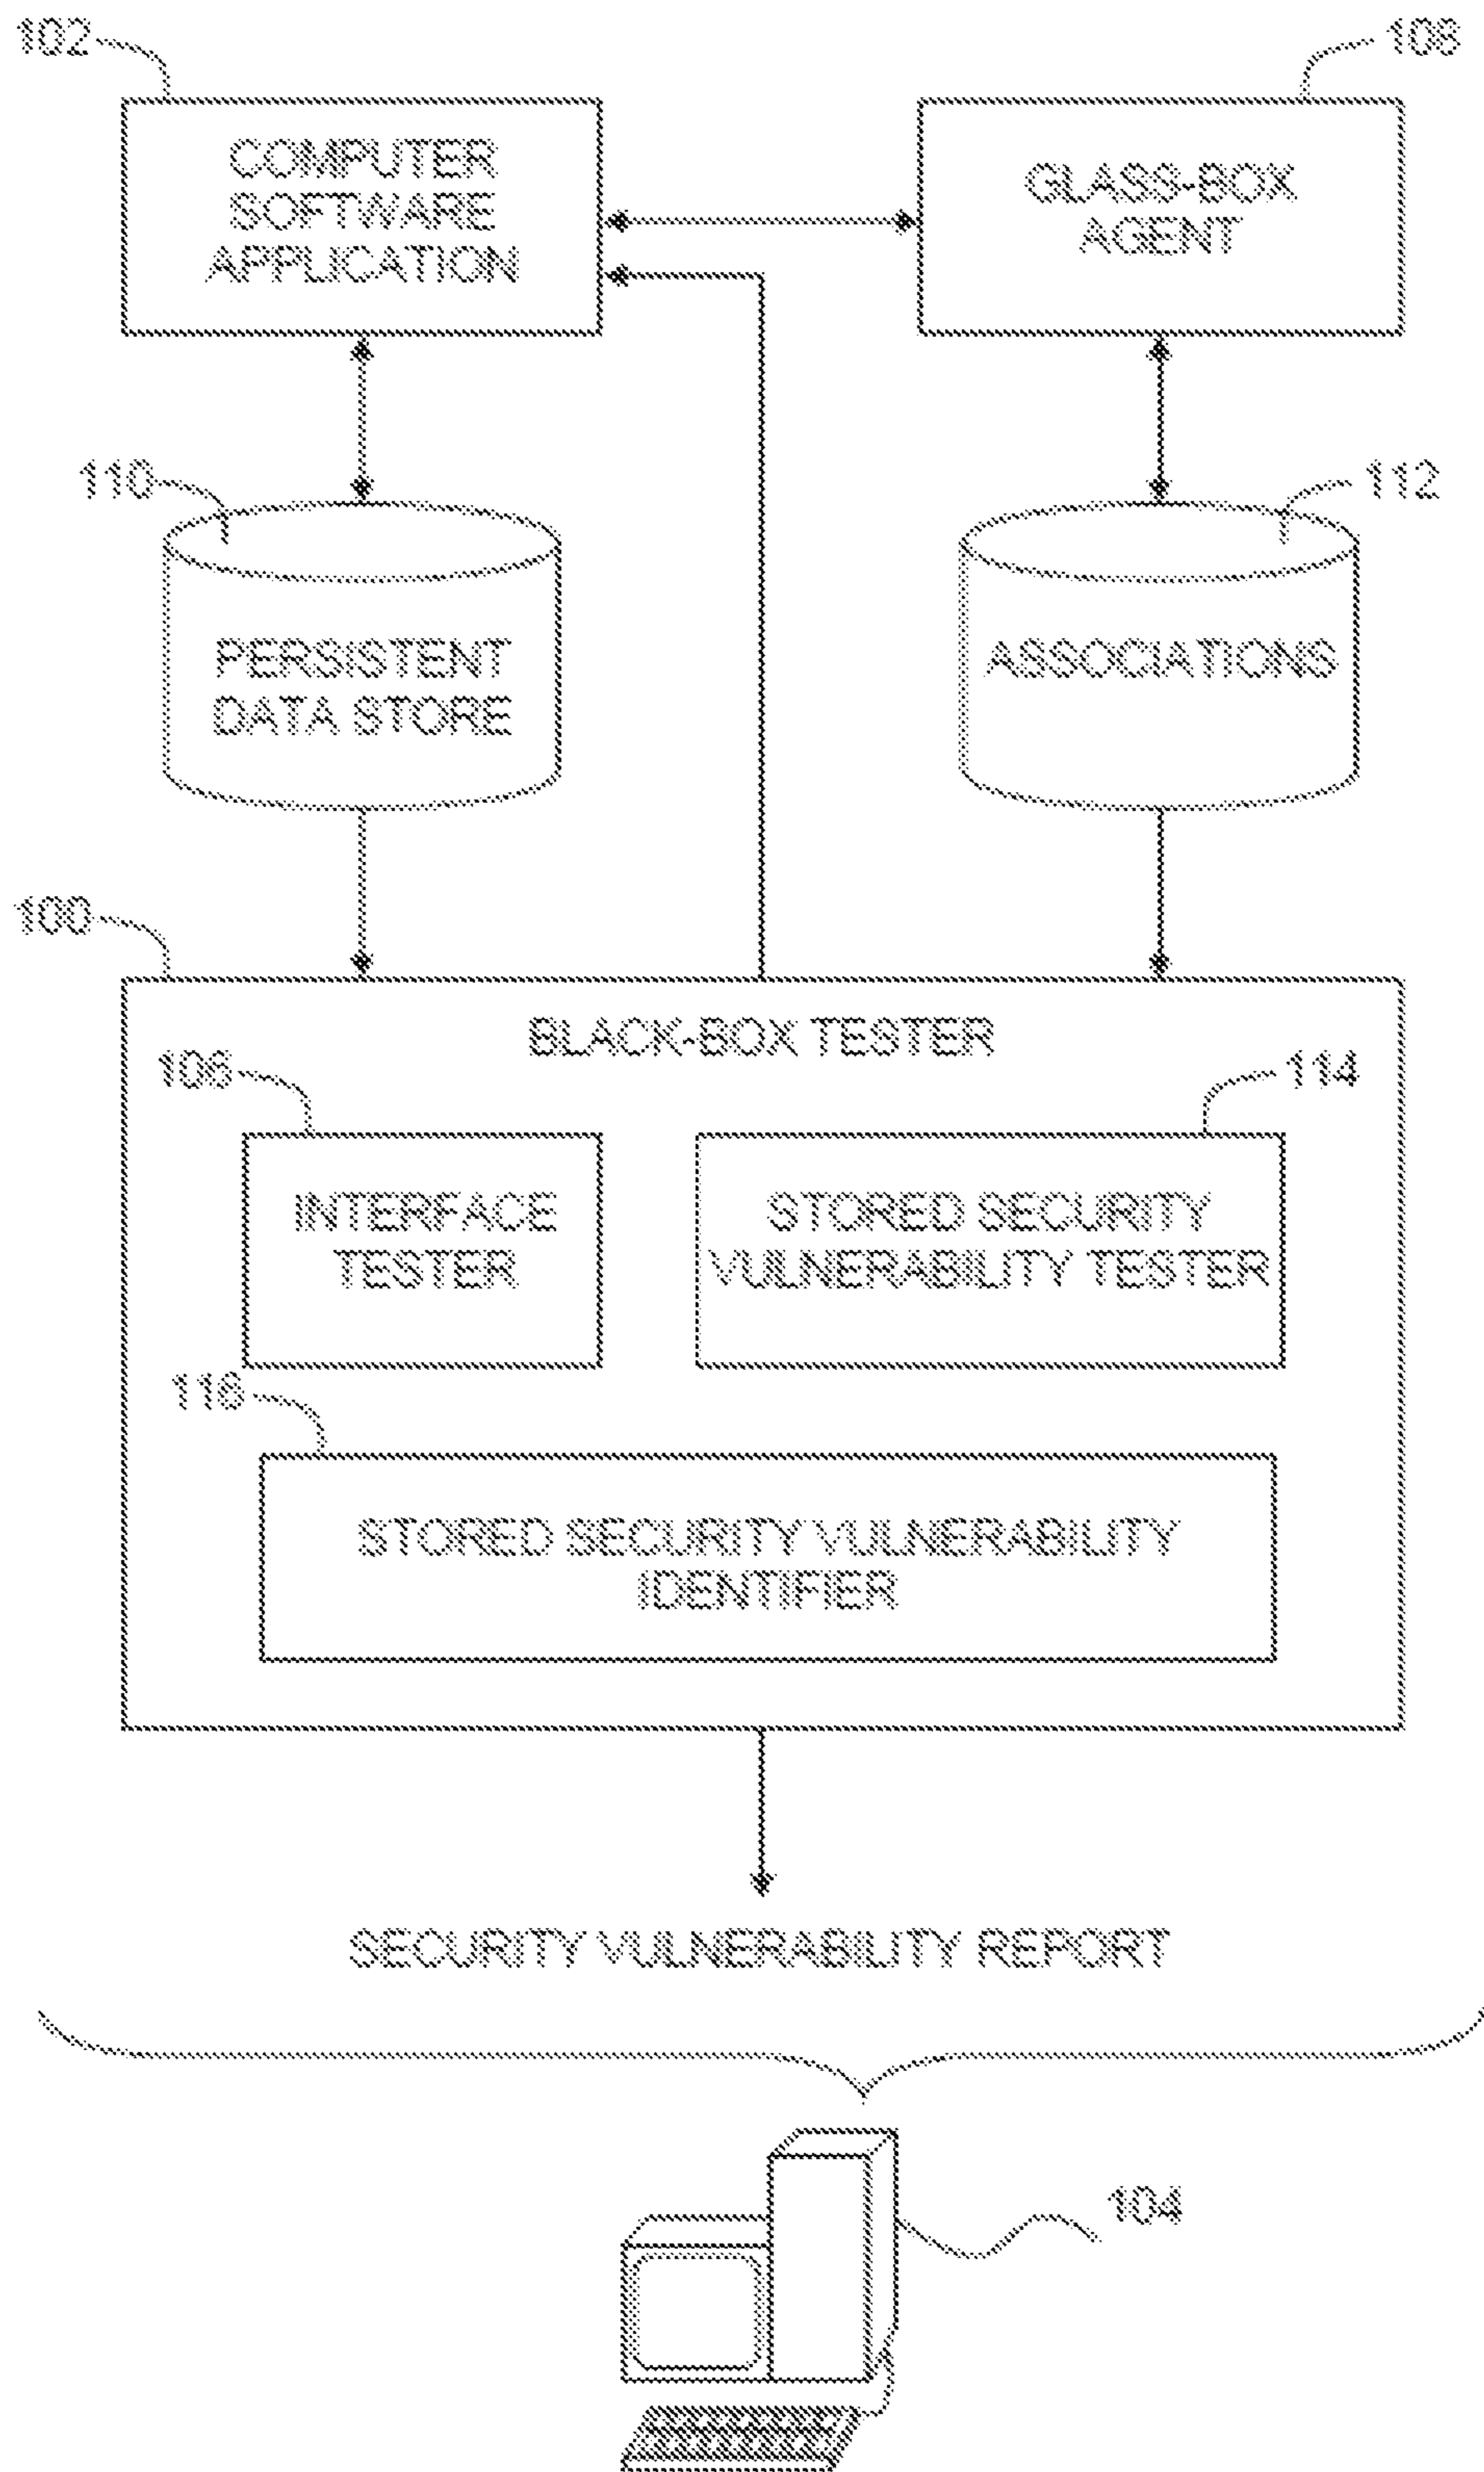 102
108
COMPUTER
SOFTWARE
APPLICATION
GLASS-BOX
AGENT
110
112
PERSISTENT
DATA STORE
ASSOCIATIONS
100
BLACK-BOX TESTER
106
114
INTERFACE
TESTER
STORED SECURITY
VULNERABILITY TESTER
116
STORED SECURITY VULNERABILITY
IDENTIFIER
SECURITY VULNERABILITY REPORT
104